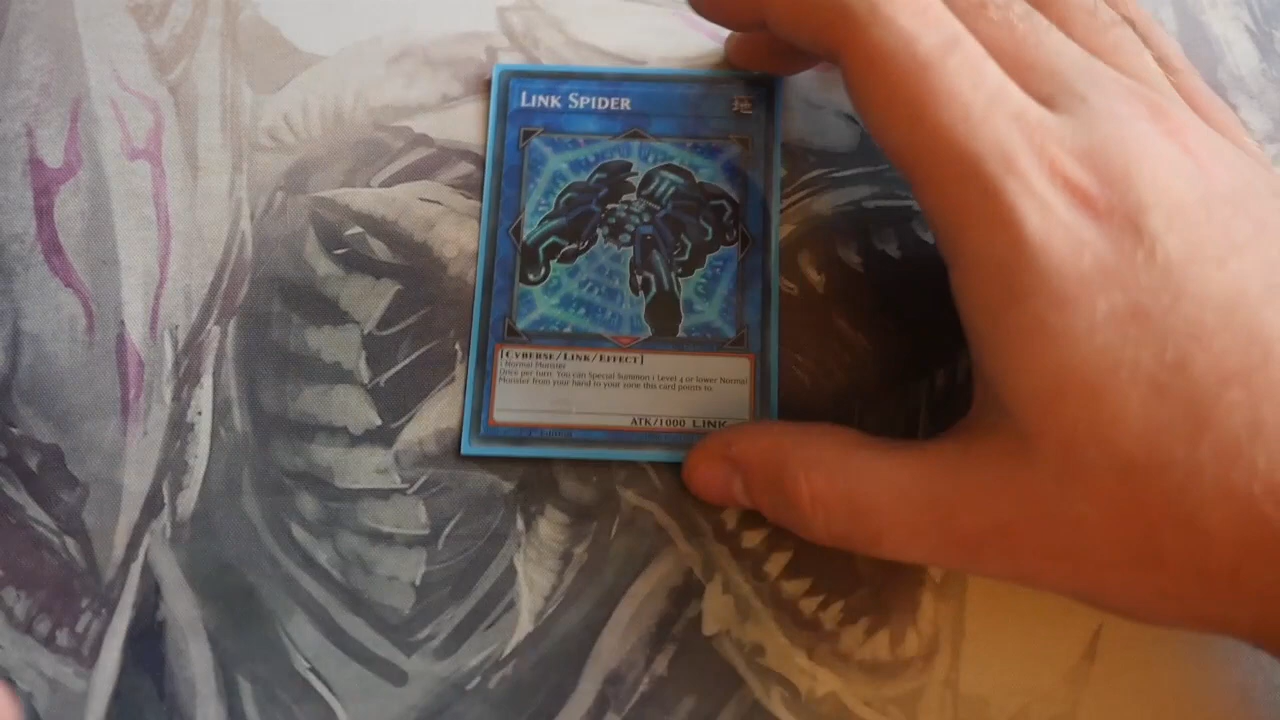 LINK SPIDER
地
[CYBERSE/LINK/EFFECT]
1 Normal Monster
Once per turn: You can Special Summon 1 Level 4 or lower Normal
Monster from your hand to your zone this card points to.
ATK/1000 LINK-